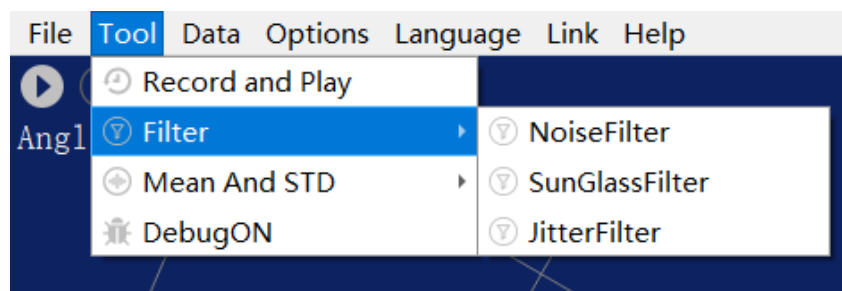 File Tool Data Options Language Link Help
Record and Play
Angl
Filter
NoiseFilter
Mean And STD
SunGlassFilter
DebugON
JitterFilter